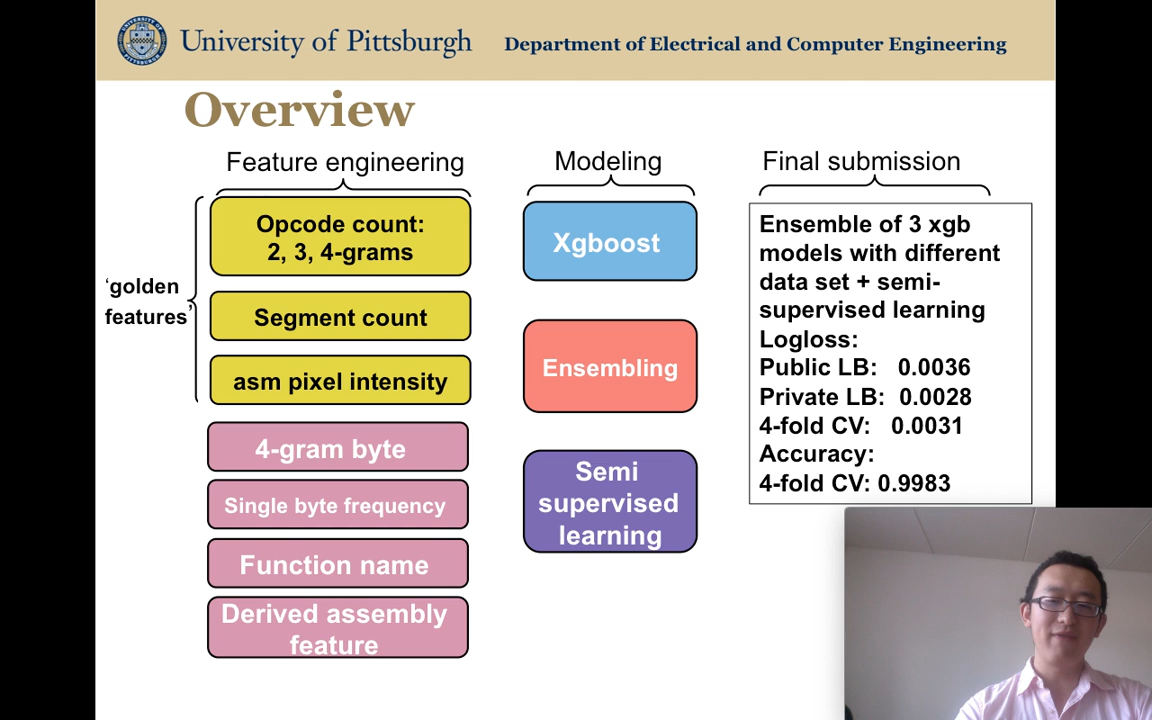 University of Pittsburgh
Department of Electrical and Computer Engineering
Overview
Feature engineering
Modeling
Final submission
'golden
features'
Opcode count:
2, 3, 4-grams
Segment count
asm pixel intensity
4-gram byte
Single byte frequency
Function name
Derived assembly
feature
Xgboost
Ensembling
Semi
supervised
learning
Ensemble of 3 xgb
models with different
data set + semi-
supervised learning
Logloss:
Public LB: 0.0036
Private LB: 0.0028
4-fold CV: 0.0031
Accuracy:
4-fold CV: 0.9983